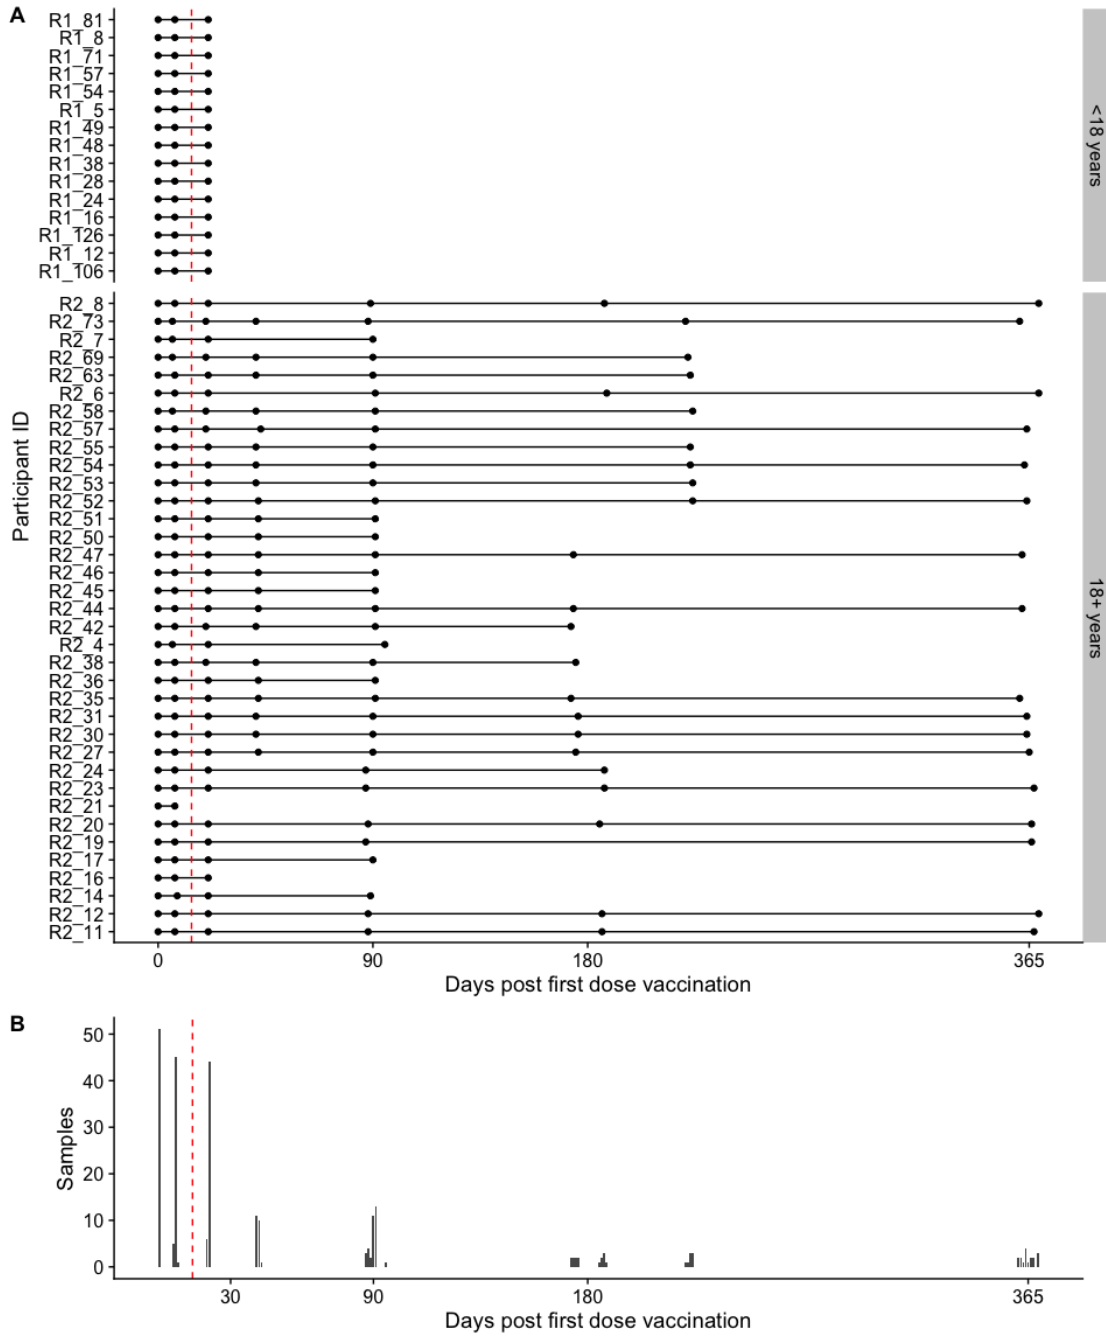 A
R1_81
R1_8
R1_71
R1_57
R1_54
R1_5
R1_49
R1_48
R1_38
R1_28
R1_24
R1_16
R1_126
R1_12
R1_106
<18 years
R2_8
R2_73
R2_7
R2_69
R2_63
R2_6
R2_58
R2_57
R2_55
R2_54
R2_53
R2_52
R2_51
R2_50
R2_47
R2_46
R2_45
R2_44
R2_42
R2_4
R2_38
R2_36
R2_35
R2_31
R2_30
R2_27
R2_24
R2_23
R2_21
R2_20
R2_19
R2_17
R2_16
R2_14
R2_12
R2_11
18+ years
Participant ID
0 90 180 365
Days post first dose vaccination
B
50
40
30
20
10
0
Samples
30 90 180 365
Days post first dose vaccination